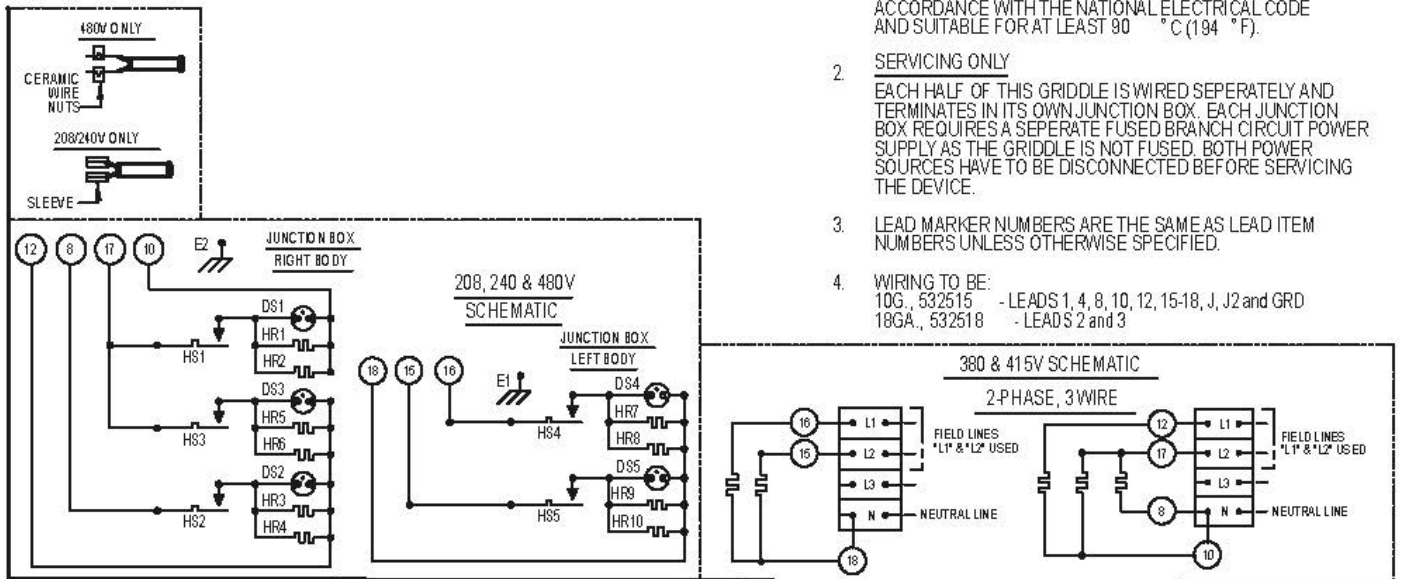 480V ONLY
CERAMIC
WIRE
NUTS
208/240V ONLY
SLEEVE
ACCORDANCE WITH THE NATIONAL ELECTRICAL CODE
AND SUITABLE FOR AT LEAST 90 °C (194 °F).
2. SERVICING ONLY
EACH HALF OF THIS GRIDDLE IS WIRED SEPERATELY AND
TERMINATES IN ITS OWN JUNCTION BOX. EACH JUNCTION
BOX REQUIRES A SEPERATE FUSED BRANCH CIRCUIT POWER
SUPPLY AS THE GRIDDLE IS NOT FUSED. BOTH POWER
SOURCES HAVE TO BE DISCONNECTED BEFORE SERVICING
THE DEVICE.
3. LEAD MARKER NUMBERS ARE THE SAME AS LEAD ITEM
NUMBERS UNLESS OTHERWISE SPECIFIED.
4. WIRING TO BE:
10G., 532515 - LEADS 1, 4, 8, 10, 12, 15-18, J, J2 and GRD
18GA., 532518 - LEADS 2 and 3
12 8 17 10 E2
JUNCTION BOX
RIGHT BODY
DS1
HR1
HS1
HR2
DS3
HR5
HS3
HR6
DS2
HR3
HS2
HR4
208, 240 & 480V
SCHEMATIC
JUNCTION BOX
LEFT BODY
18 15 16 E1
DS4
HR7
HS4
HR8
DS5
HR9
HS5
HR10
380 & 415V SCHEMATIC
2-PHASE, 3 WIRE
16 L1
15 L2
FIELD LINES
"L1" & "L2" USED
L3
N NEUTRAL LINE
18
12 L1
17 L2
FIELD LINES
"L1" & "L2" USED
L3
8 N NEUTRAL LINE
10